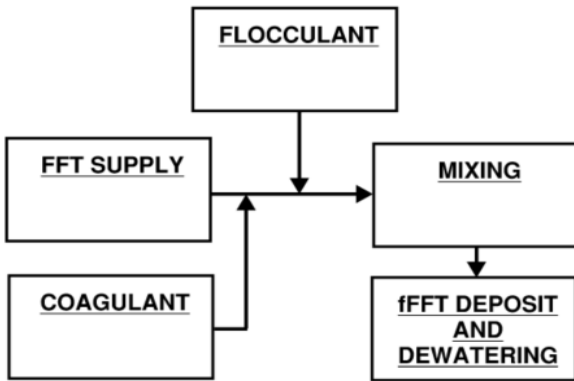 FLOCCULANT
FFT SUPPLY
MIXING
COAGULANT
fFFT DEPOSIT
AND
DEWATERING